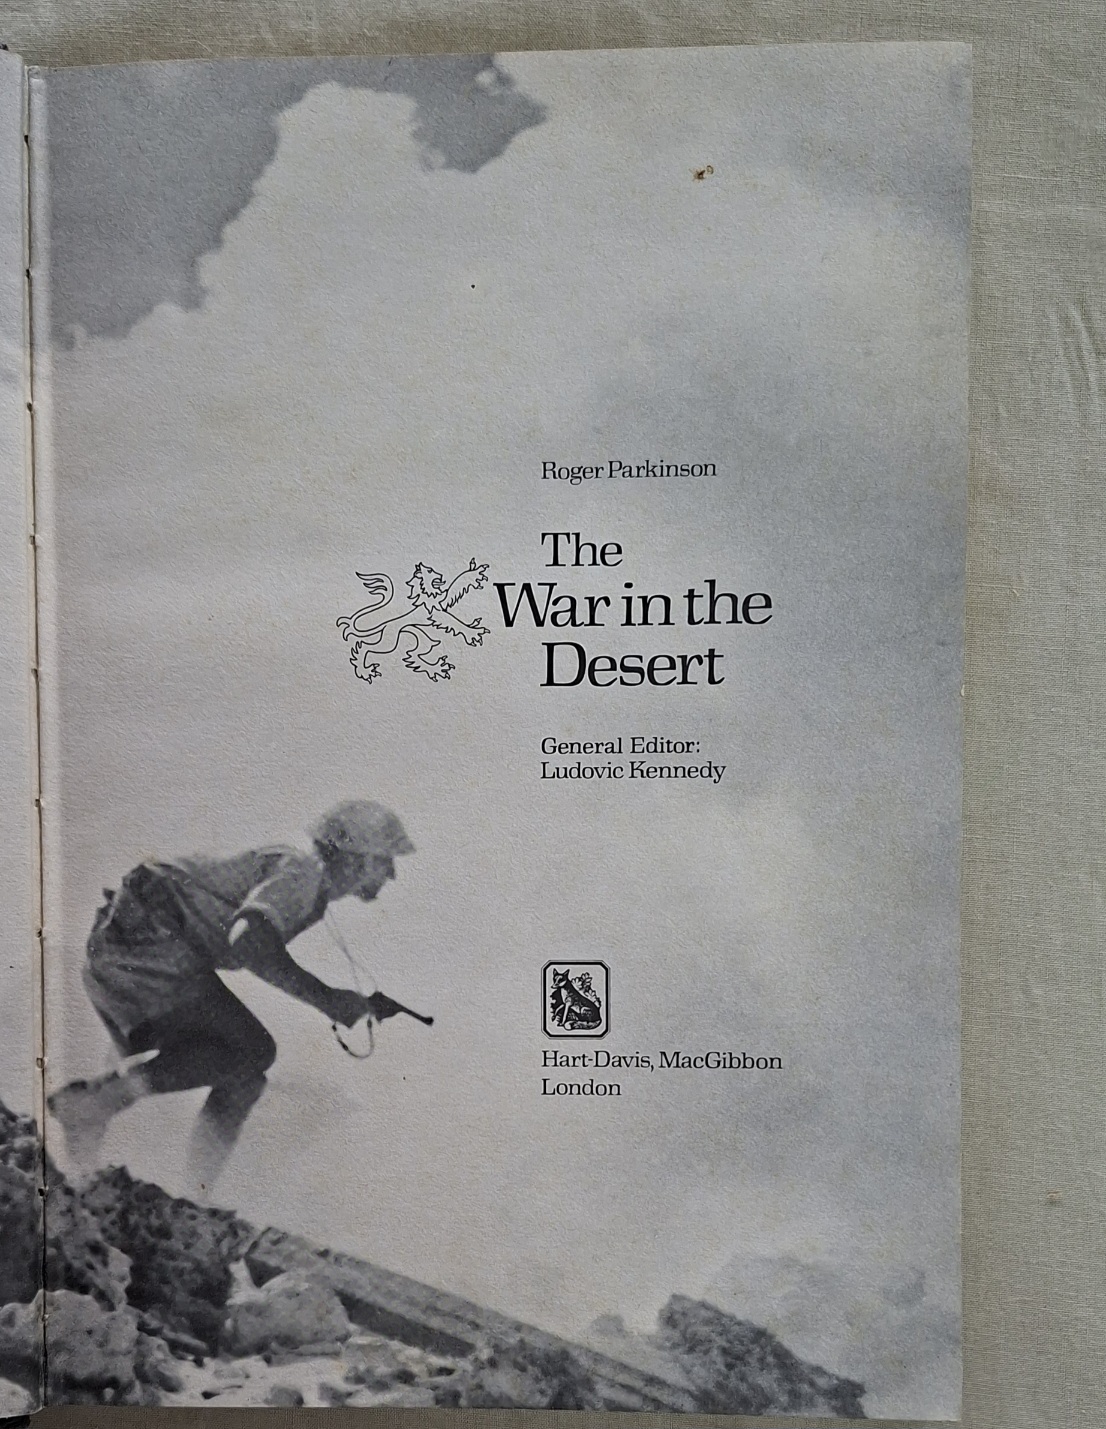 Roger Parkinson
The
War in the
Desert
General Editor:
Ludovic Kennedy
Hart-Davis, MacGibbon
London